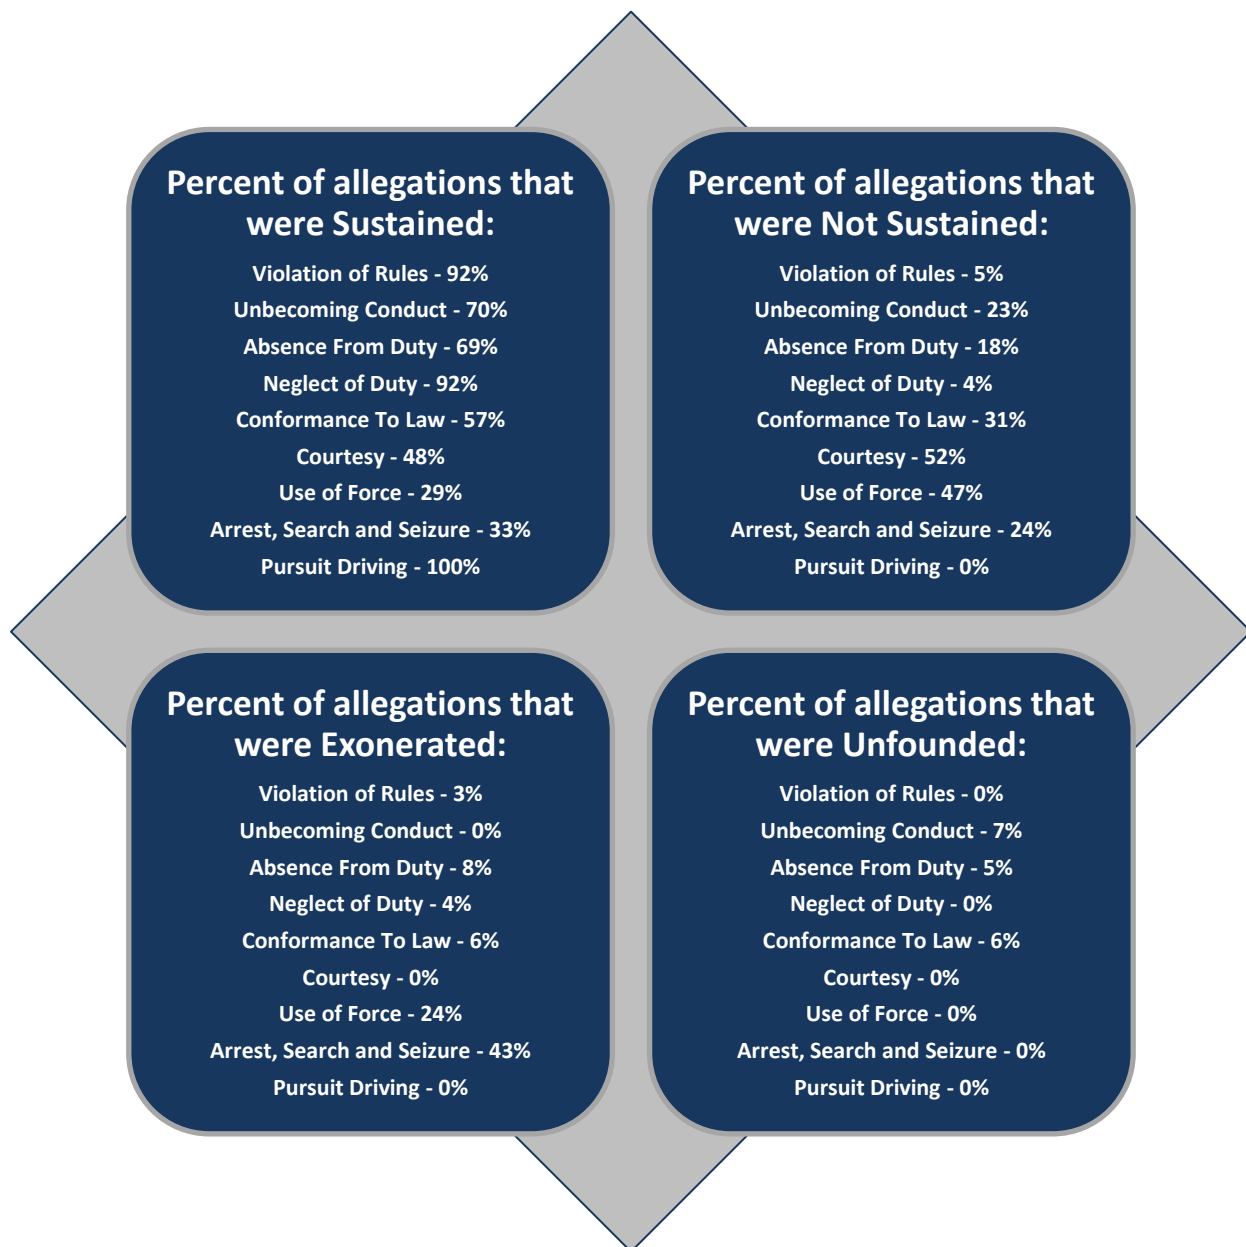 Percent of allegations that
were Sustained:
Violation of Rules - 92%
Unbecoming Conduct - 70%
Absence From Duty - 69%
Neglect of Duty - 92%
Conformance To Law - 57%
Courtesy - 48%
Use of Force - 29%
Arrest, Search and Seizure - 33%
Pursuit Driving - 100%
Percent of allegations that
were Not Sustained:
Violation of Rules - 5%
Unbecoming Conduct - 23%
Absence From Duty - 18%
Neglect of Duty - 4%
Conformance To Law - 31%
Courtesy - 52%
Use of Force - 47%
Arrest, Search and Seizure - 24%
Pursuit Driving - 0%
Percent of allegations that
were Exonerated:
Violation of Rules - 3%
Unbecoming Conduct - 0%
Absence From Duty - 8%
Neglect of Duty - 4%
Conformance To Law - 6%
Courtesy - 0%
Use of Force - 24%
Arrest, Search and Seizure - 43%
Pursuit Driving - 0%
Percent of allegations that
were Unfounded:
Violation of Rules - 0%
Unbecoming Conduct - 7%
Absence From Duty - 5%
Neglect of Duty - 0%
Conformance To Law - 6%
Courtesy - 0%
Use of Force - 0%
Arrest, Search and Seizure - 0%
Pursuit Driving - 0%